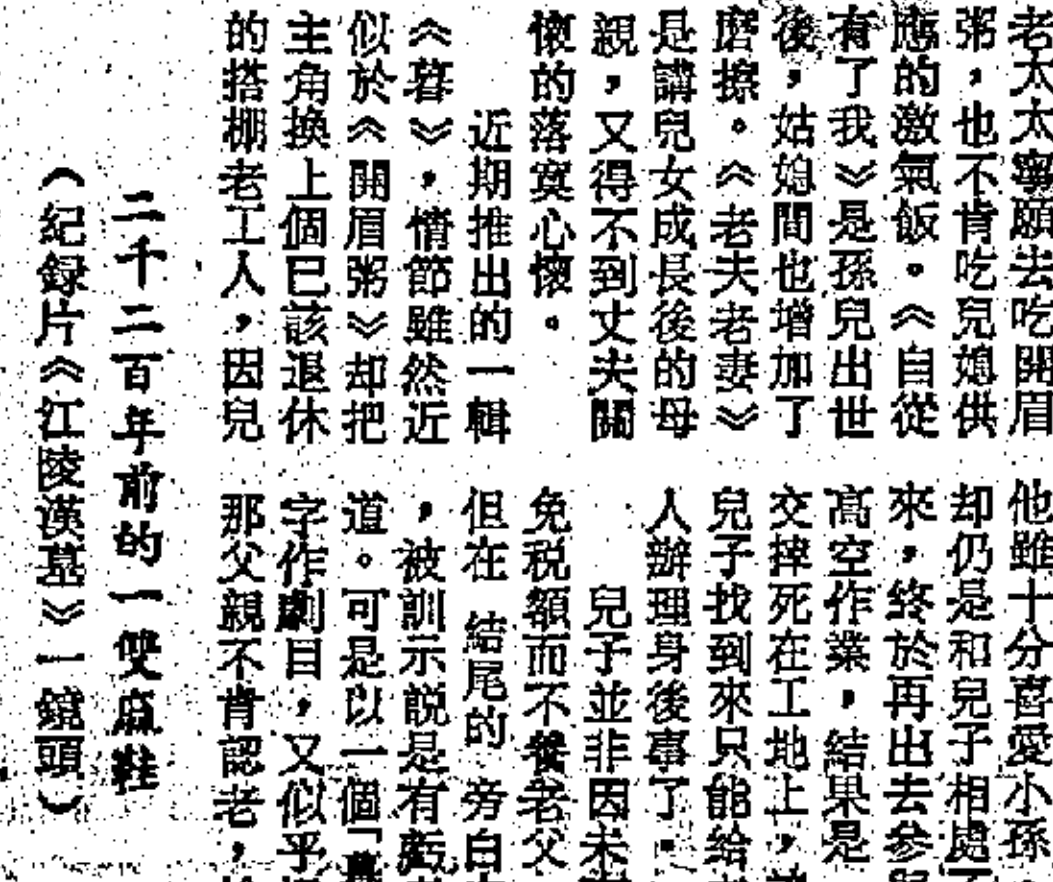 老太太寧願去吃開眉
粥，也不肯吃兒媳供
應的激氣飯。《自從
有了我》是孫兒出世
後，姑媳間也增加了
磨擦。《老夫老妻》
是講兒女成長後的母
親，又得不到丈夫關
懷的落寞心懷。
近期推出的一輯
《暮》，情節雖然近
似於《開眉粥》却把
主角換上個已該退休
的搭棚老工人，因兒
他雖十分喜愛小孫
却仍是和兒子相處
來，終於再出去參
高空作業，結果是
交摔死在工地上，
兒子找到來只能給
人辦理身後事了。
兒子並非因未
免税額而不養老父
但在結尾的旁白
，被訓示説是有虧
道。可是以一個「
字作劇目，又似乎
那父親不肯認老，
二千二百年前的一雙麻鞋
（紀録片《江陵漢墓》一鏡頭）